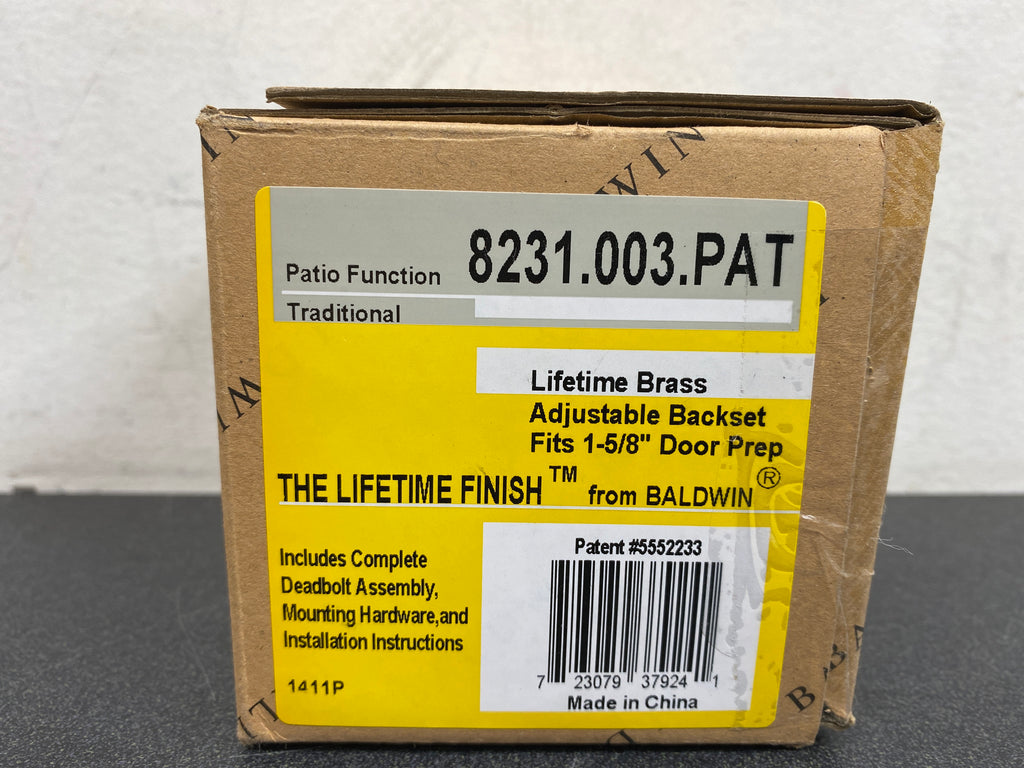 Patio Function 8231.003.PAT
Traditional
Lifetime Brass
Adjustable Backset
Fits 1-5/8" Door Prep
THE LIFETIME FINISH™ from BALDWIN®
Includes Complete
Deadbolt Assembly,
Mounting Hardware,and
Installation Instructions
1411P
Patent #5552233
7 23079 37924 1
Made in China